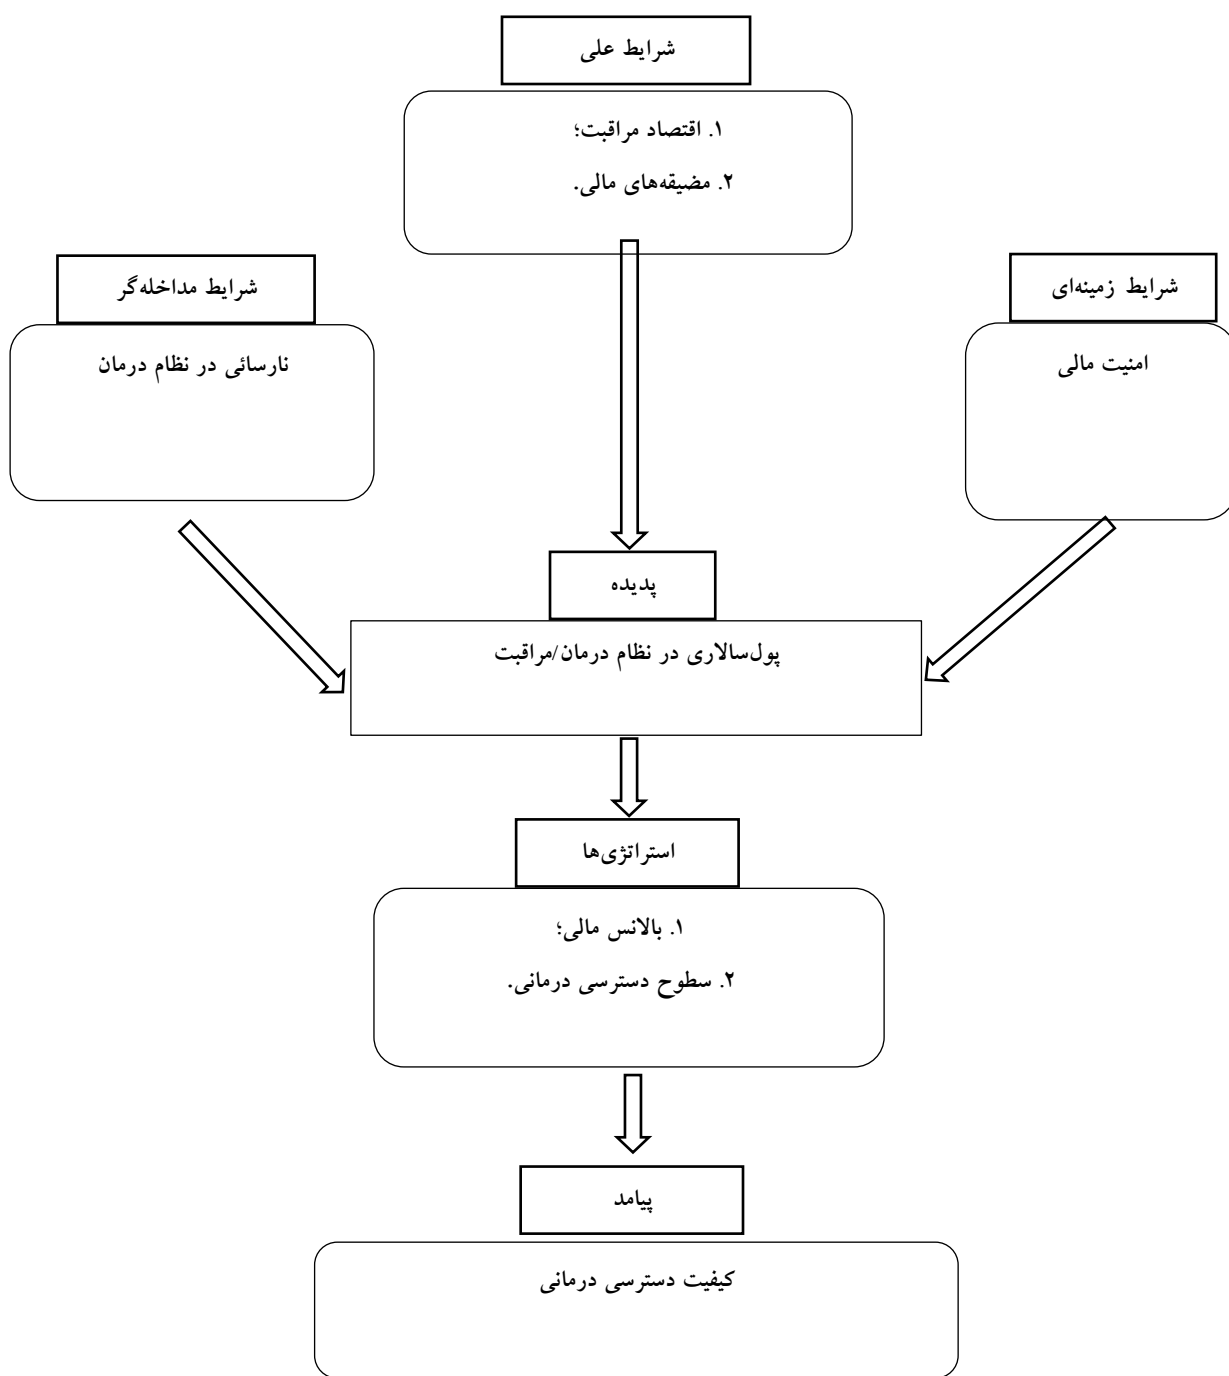 شرایط علی
۱. اقتصاد مراقبت؛
۲. مضیقه‌های مالی.
شرایط زمینه‌ای
امنیت مالی
شرایط مداخله‌گر
نارسائی در نظام درمان
پدیده
پول‌سالاری در نظام درمان/مراقبت
استراتژی‌ها
۱. بالانس مالی؛
۲. سطوح دسترسی درمانی.
پیامد
کیفیت دسترسی درمانی